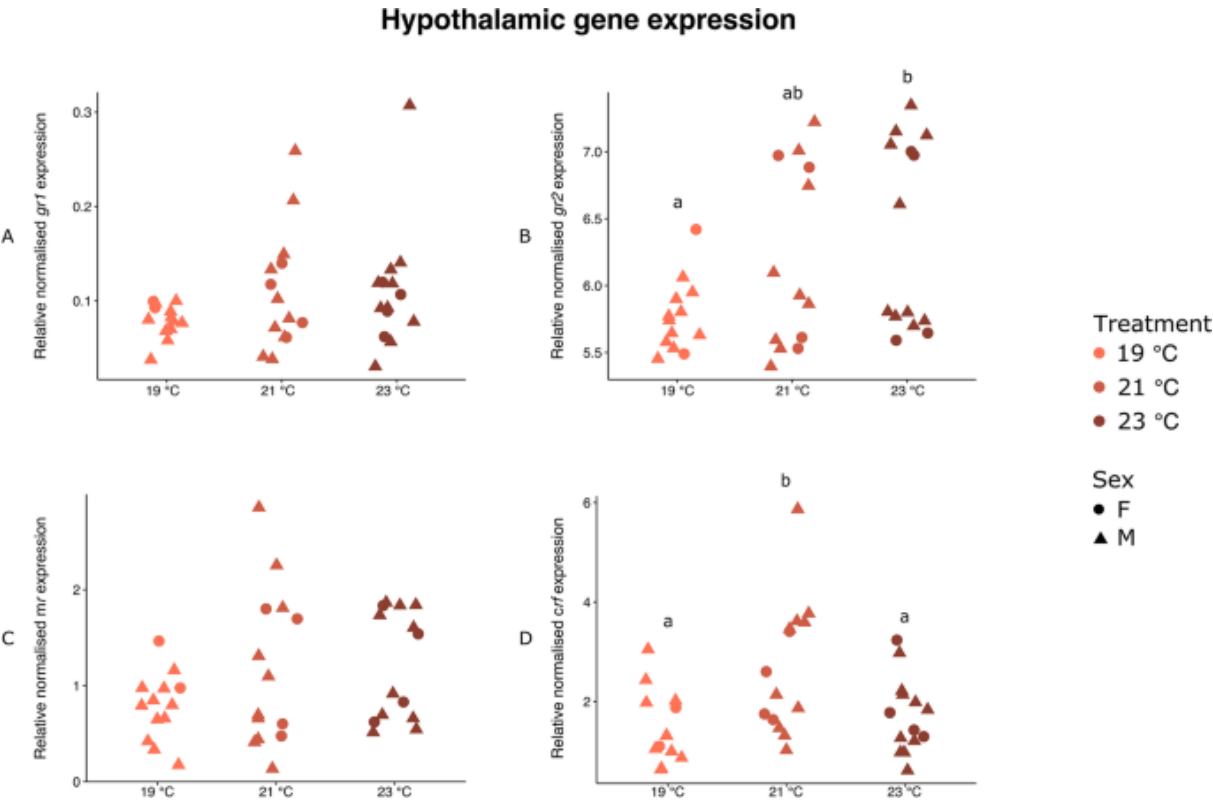 Hypothalamic gene expression
A
Relative normalised gr1 expression
0.3
0.2
0.1
19 °C
21 °C
23 °C
B
Relative normalised gr2 expression
7.0
6.5
6.0
5.5
a
ab
b
19 °C
21 °C
23 °C
C
Relative normalised mr expression
2
1
0
19 °C
21 °C
23 °C
D
Relative normalised crf expression
6
4
2
a
b
a
19 °C
21 °C
23 °C
Treatment
19 °C
21 °C
23 °C
Sex
F
M